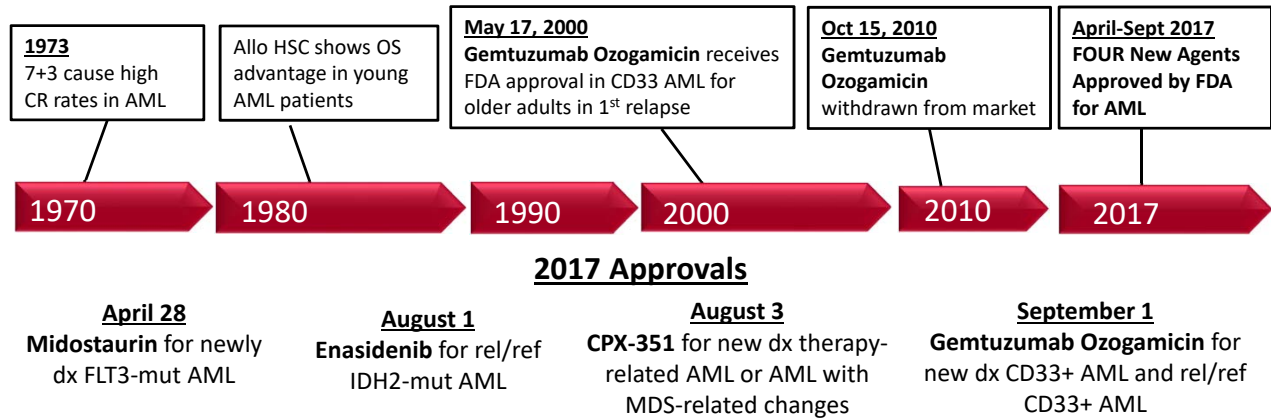 1973
7+3 cause high
CR rates in AML
Allo HSC shows OS
advantage in young
AML patients
May 17, 2000
Gemtuzumab Ozogamicin receives
FDA approval in CD33 AML for
older adults in 1st relapse
Oct 15, 2010
Gemtuzumab
Ozogamicin
withdrawn from market
April-Sept 2017
FOUR New Agents
Approved by FDA
for AML
1970
1980
1990
2000
2010
2017
2017 Approvals
April 28
Midostaurin for newly
dx FLT3-mut AML
August 1
Enasidenib for rel/ref
IDH2-mut AML
August 3
CPX-351 for new dx therapy-
related AML or AML with
MDS-related changes
September 1
Gemtuzumab Ozogamicin for
new dx CD33+ AML and rel/ref
CD33+ AML